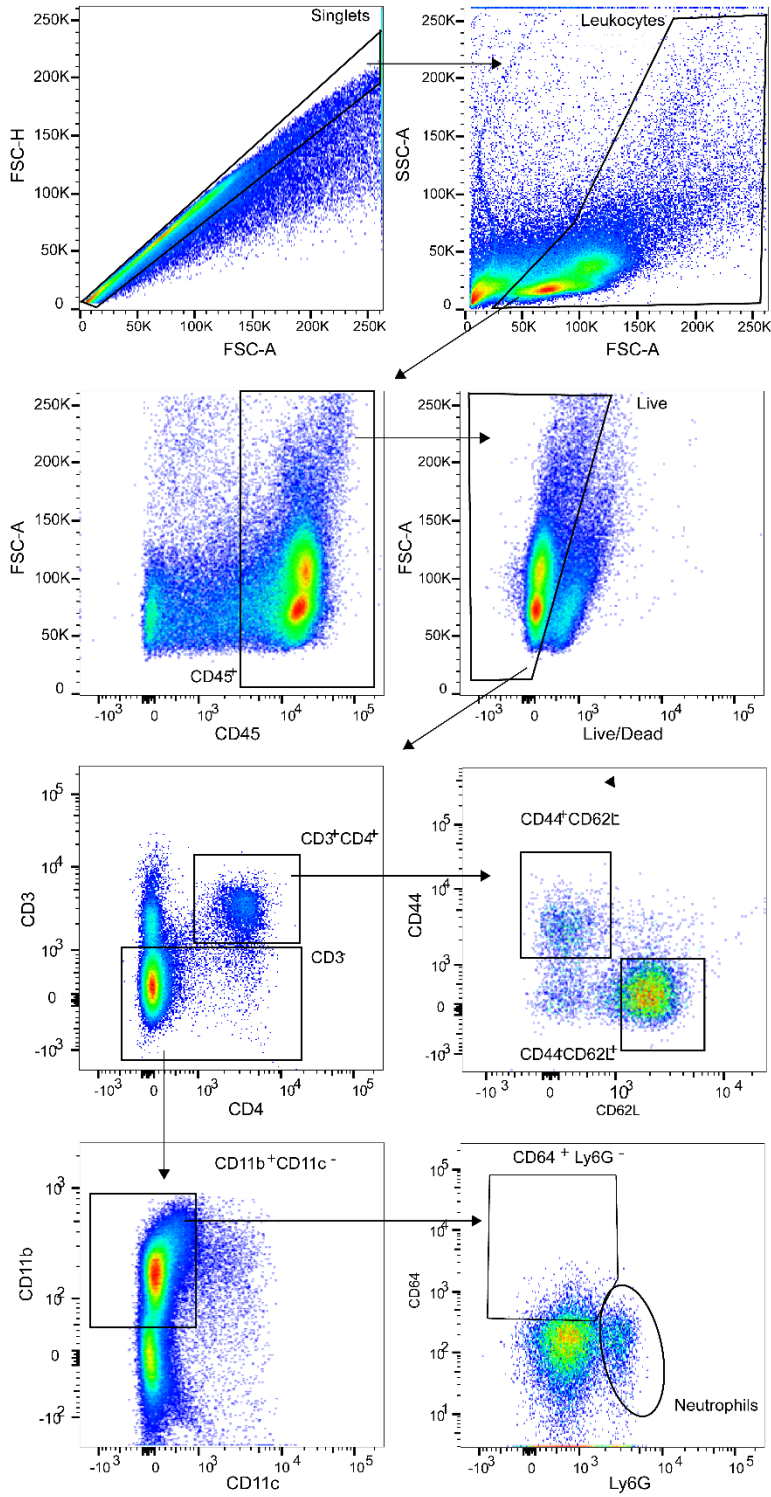 Singlets
FSC-H
250K
200K
150K
100K
50K
0
0 50K 100K 150K 200K 250K
FSC-A
Leukocytes
SSC-A
250K
200K
150K
100K
50K
0
0 50K 100K 150K 200K 250K
FSC-A
FSC-A
250K
200K
150K
100K
50K
0
CD45+
-10³ 0 10³ 10⁴ 10⁵
CD45
Live
FSC-A
250K
200K
150K
100K
50K
0
-10³ 0 10³ 10⁴ 10⁵
Live/Dead
CD3
10⁵
10⁴
10³
0
-10³
CD3+CD4+
CD3-
-10³ 0 10³ 10⁴ 10⁵
CD4
CD44
10⁵
10⁴
10³
0
-10³
CD44+CD62L-
CD44-CD62L+
-10³ 0 10³ 10⁴
CD62L
CD11b+CD11c -
CD11b
10³
10²
0
-10²
-10³ 0 10³ 10⁴ 10⁵
CD11c
CD64 + Ly6G -
CD64
10⁵
10⁴
10³
10²
10¹
Neutrophils
-10³ 0 10³ 10⁴ 10⁵
Ly6G